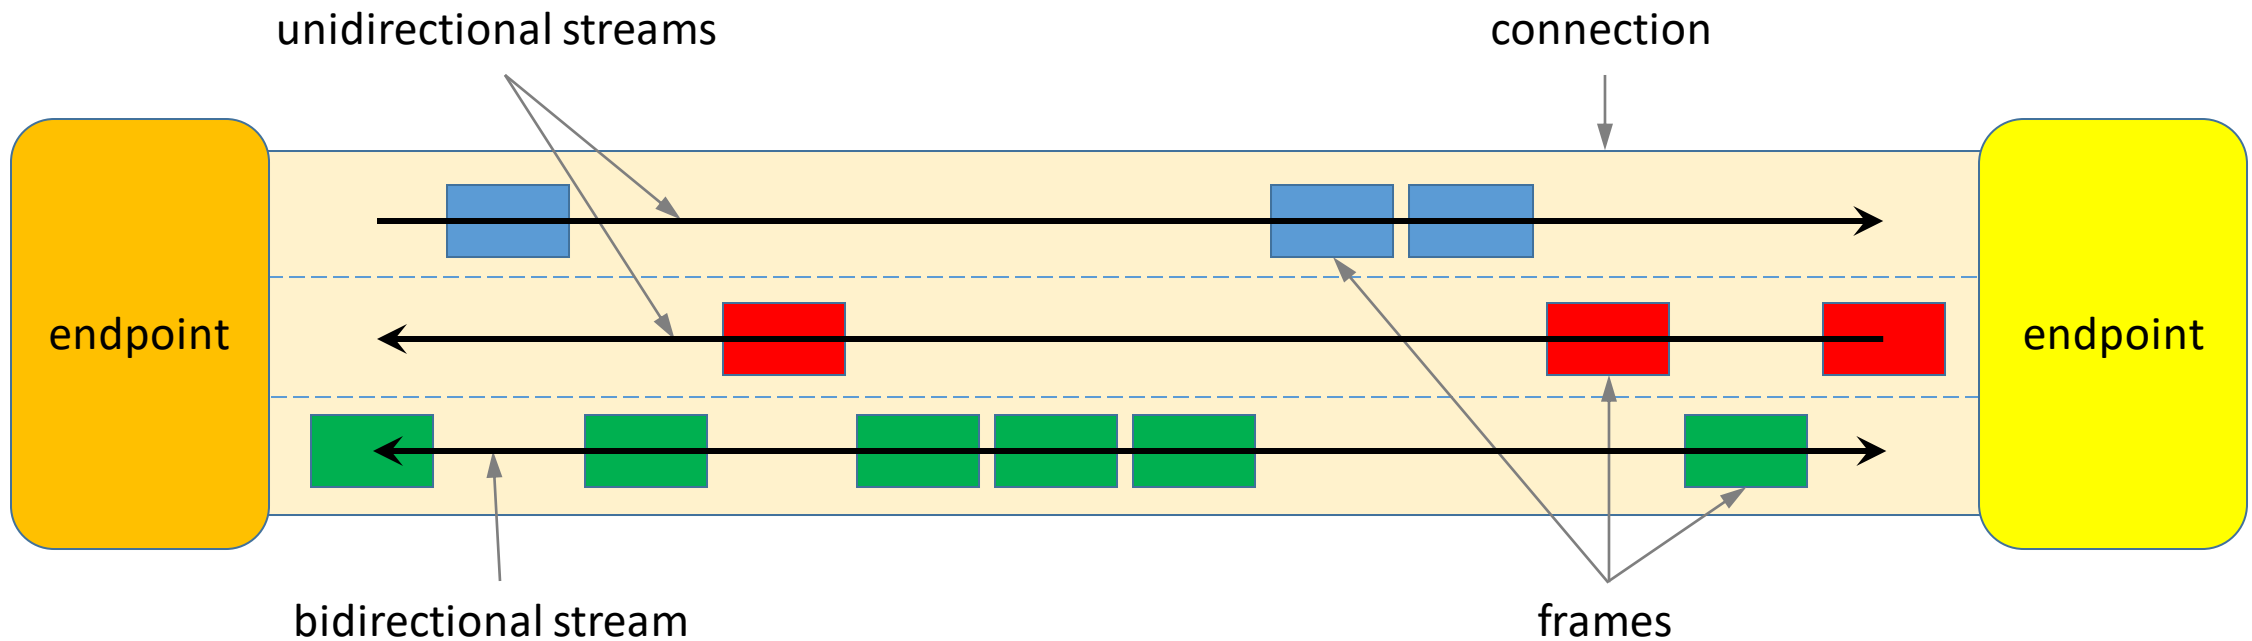 unidirectional streams
connection
endpoint
endpoint
bidirectional stream
frames